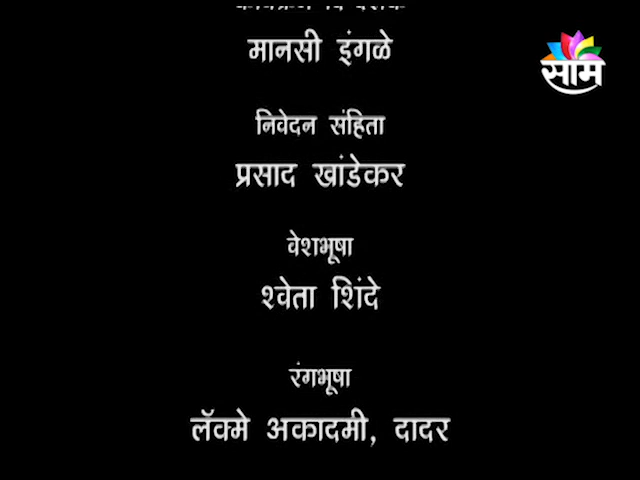 मानसी इंगळे
साम
निवेदन संहिता
प्रसाद खांडेकर
वेशभूषा
श्वेता शिंदे
रंगभूषा
लॅक्मे अकादमी, दादर